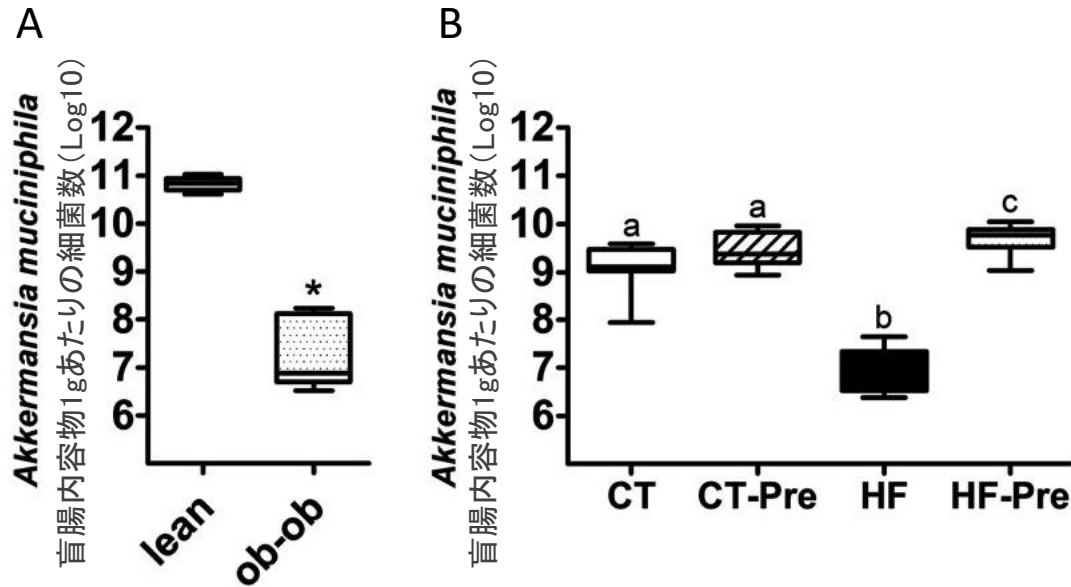 A
Akkermansia muciniphila
盲腸内容物1gあたりの細菌数(Log10)
12
11
10
9
8
7
6
*
lean
ob-ob
B
Akkermansia muciniphila
盲腸内容物1gあたりの細菌数(Log10)
12
11
10
9
8
7
6
a
a
b
c
CT
CT-Pre
HF
HF-Pre